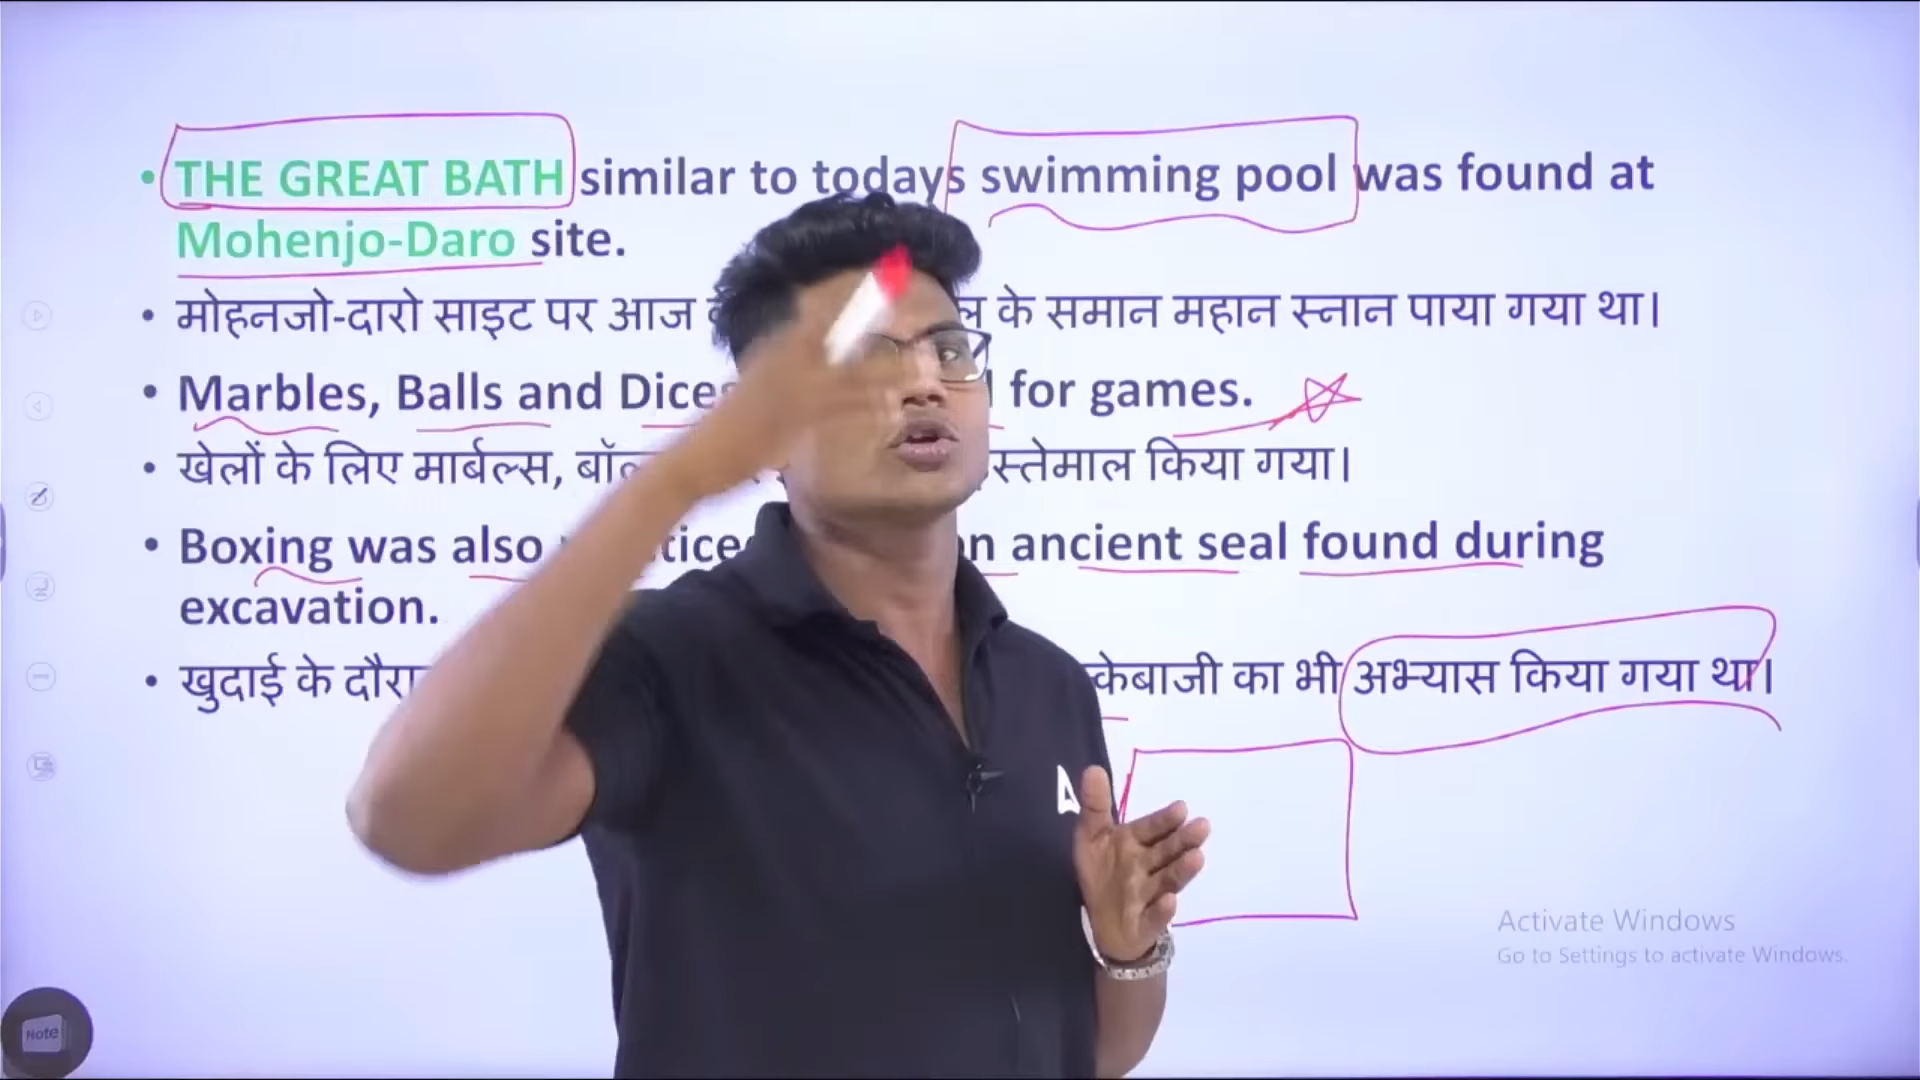 • THE GREAT BATH similar to todays swimming pool was found at
Mohenjo-Daro site.
• मोहनजो-दारो साइट पर आज के समान महान स्नान पाया गया था।
• Marbles, Balls and Dices for games.
• खेलों के लिए मार्बल्स, बॉल इस्तेमाल किया गया।
• Boxing was also ancient seal found during
excavation.
• खुदाई के का भी अभ्यास किया गया था।
Activate Windows
Go to Settings to activate Windows.
Note